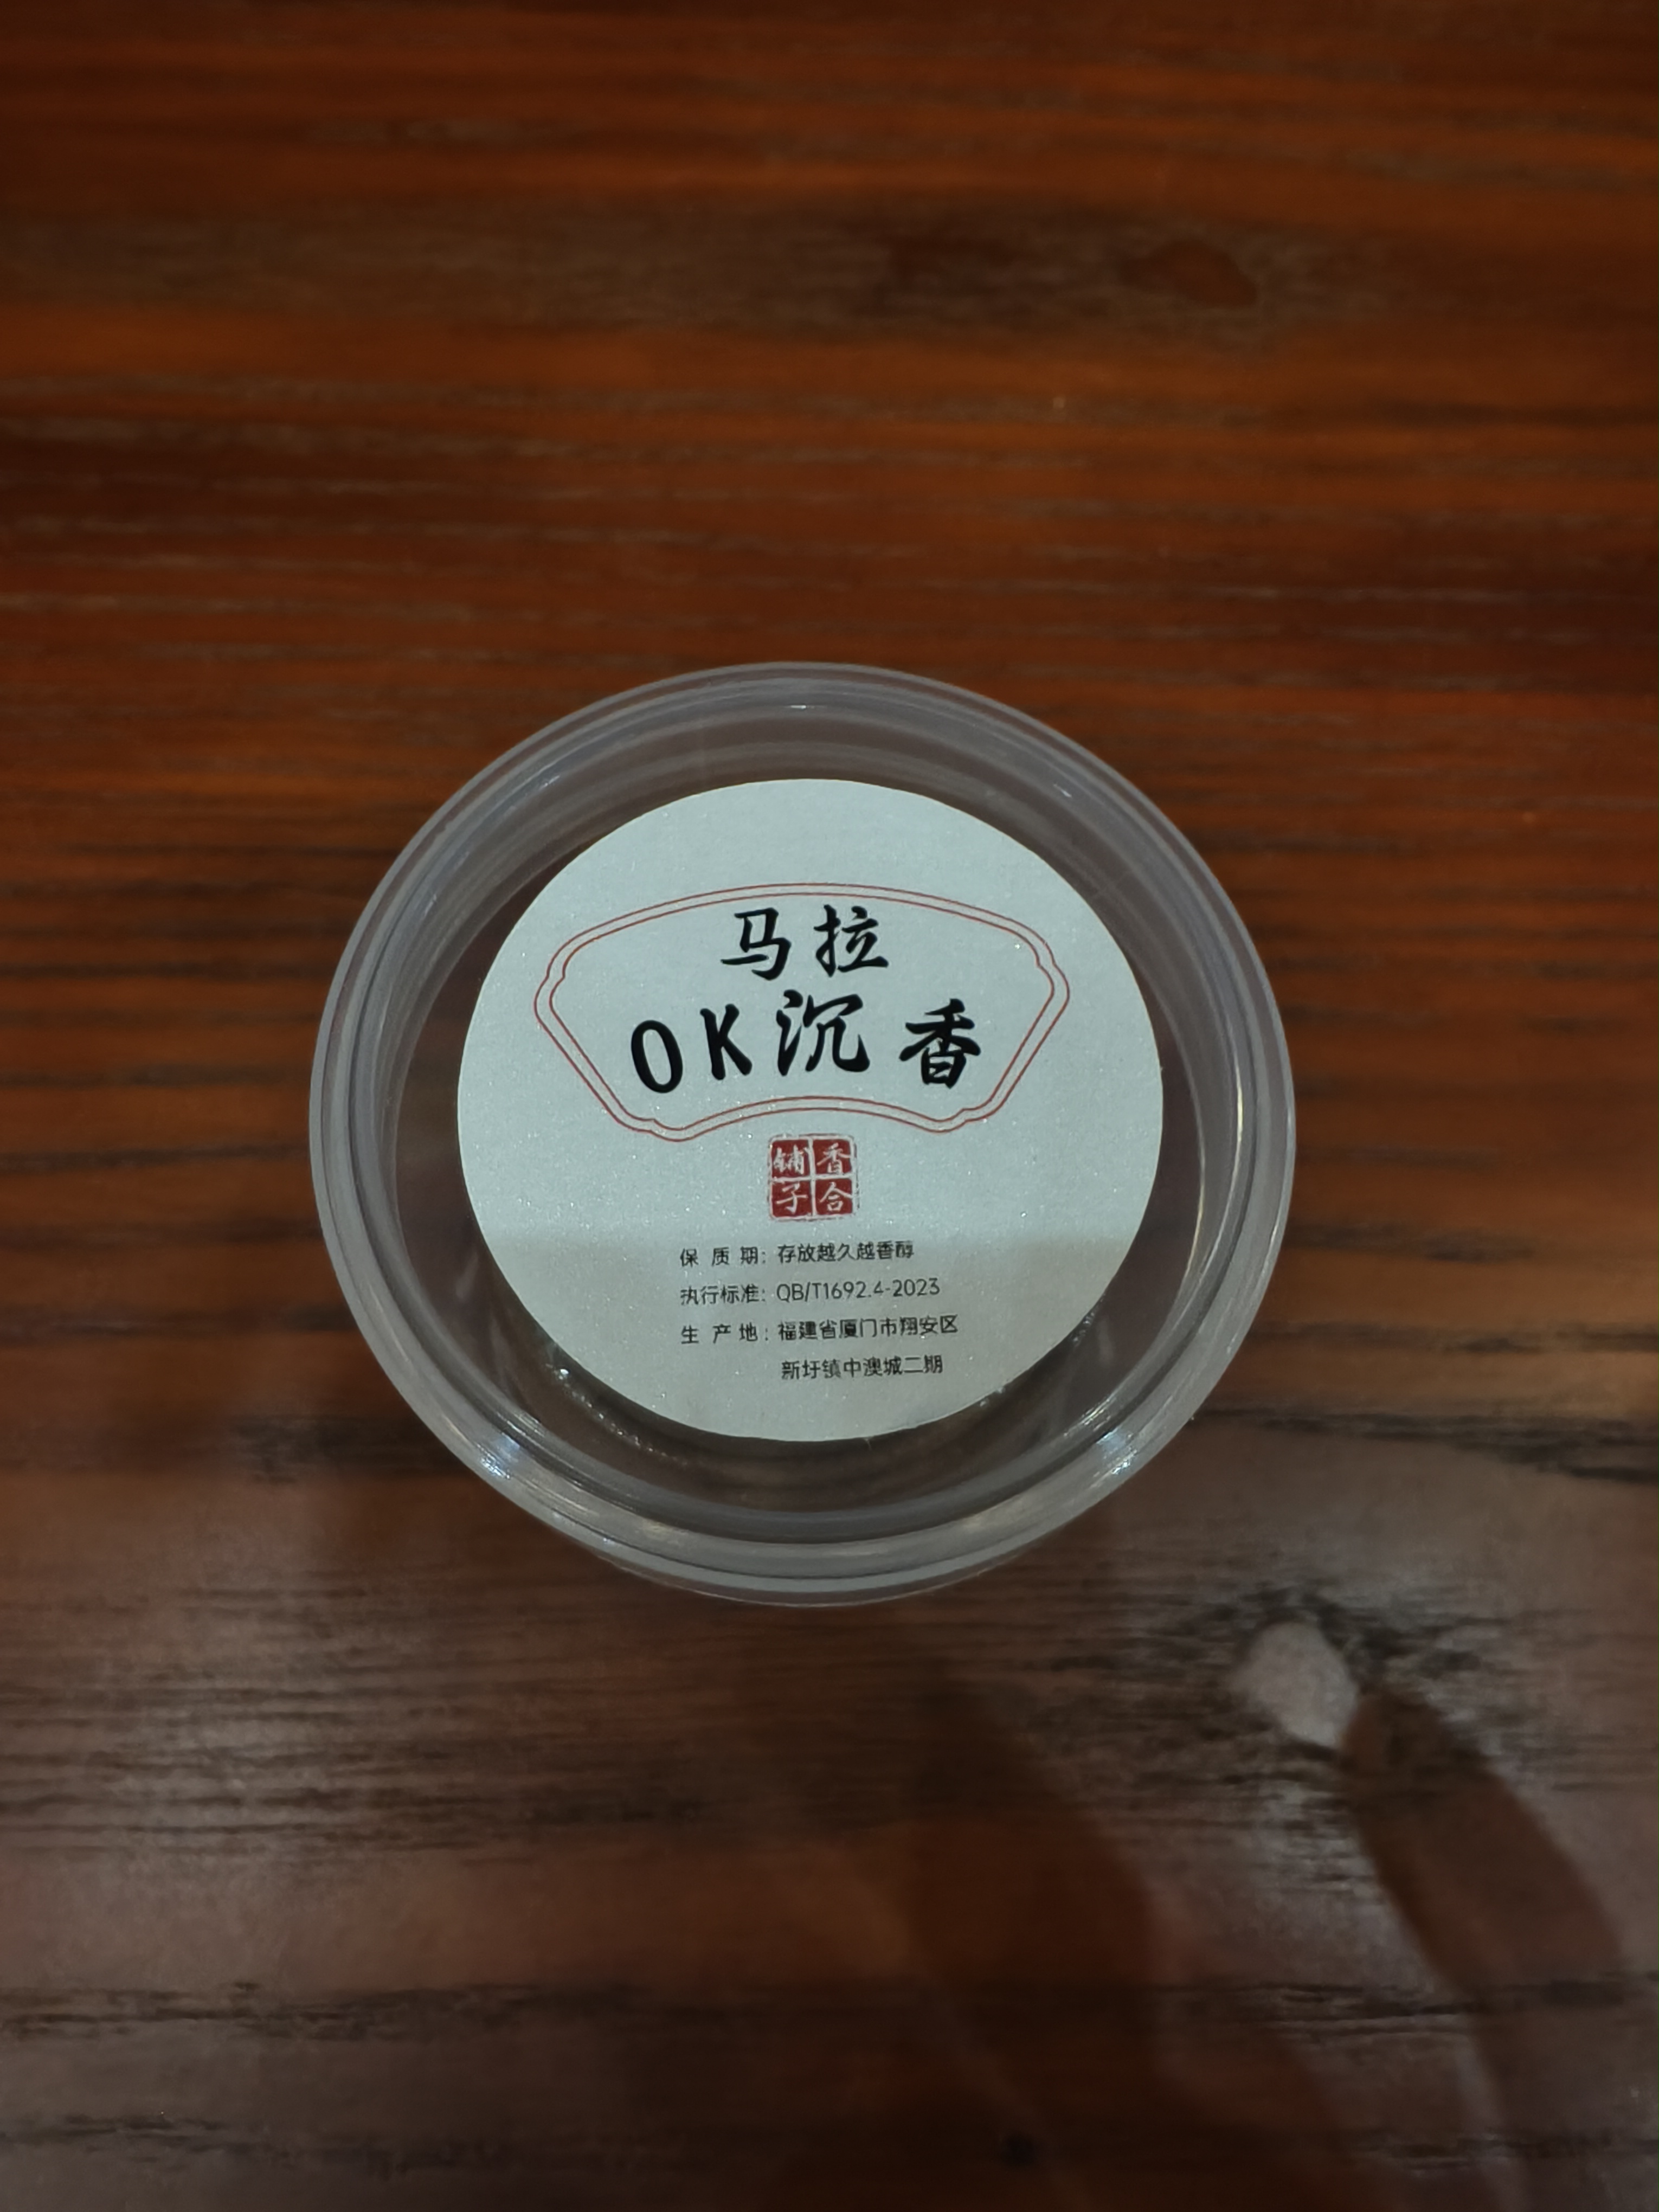 马拉
OK沉香
香合
铺子
保质期：存放越久越香醇
执行标准：QB/T1692.4-2023
生产地：福建省厦门市翔安区
新圩镇中澳城二期